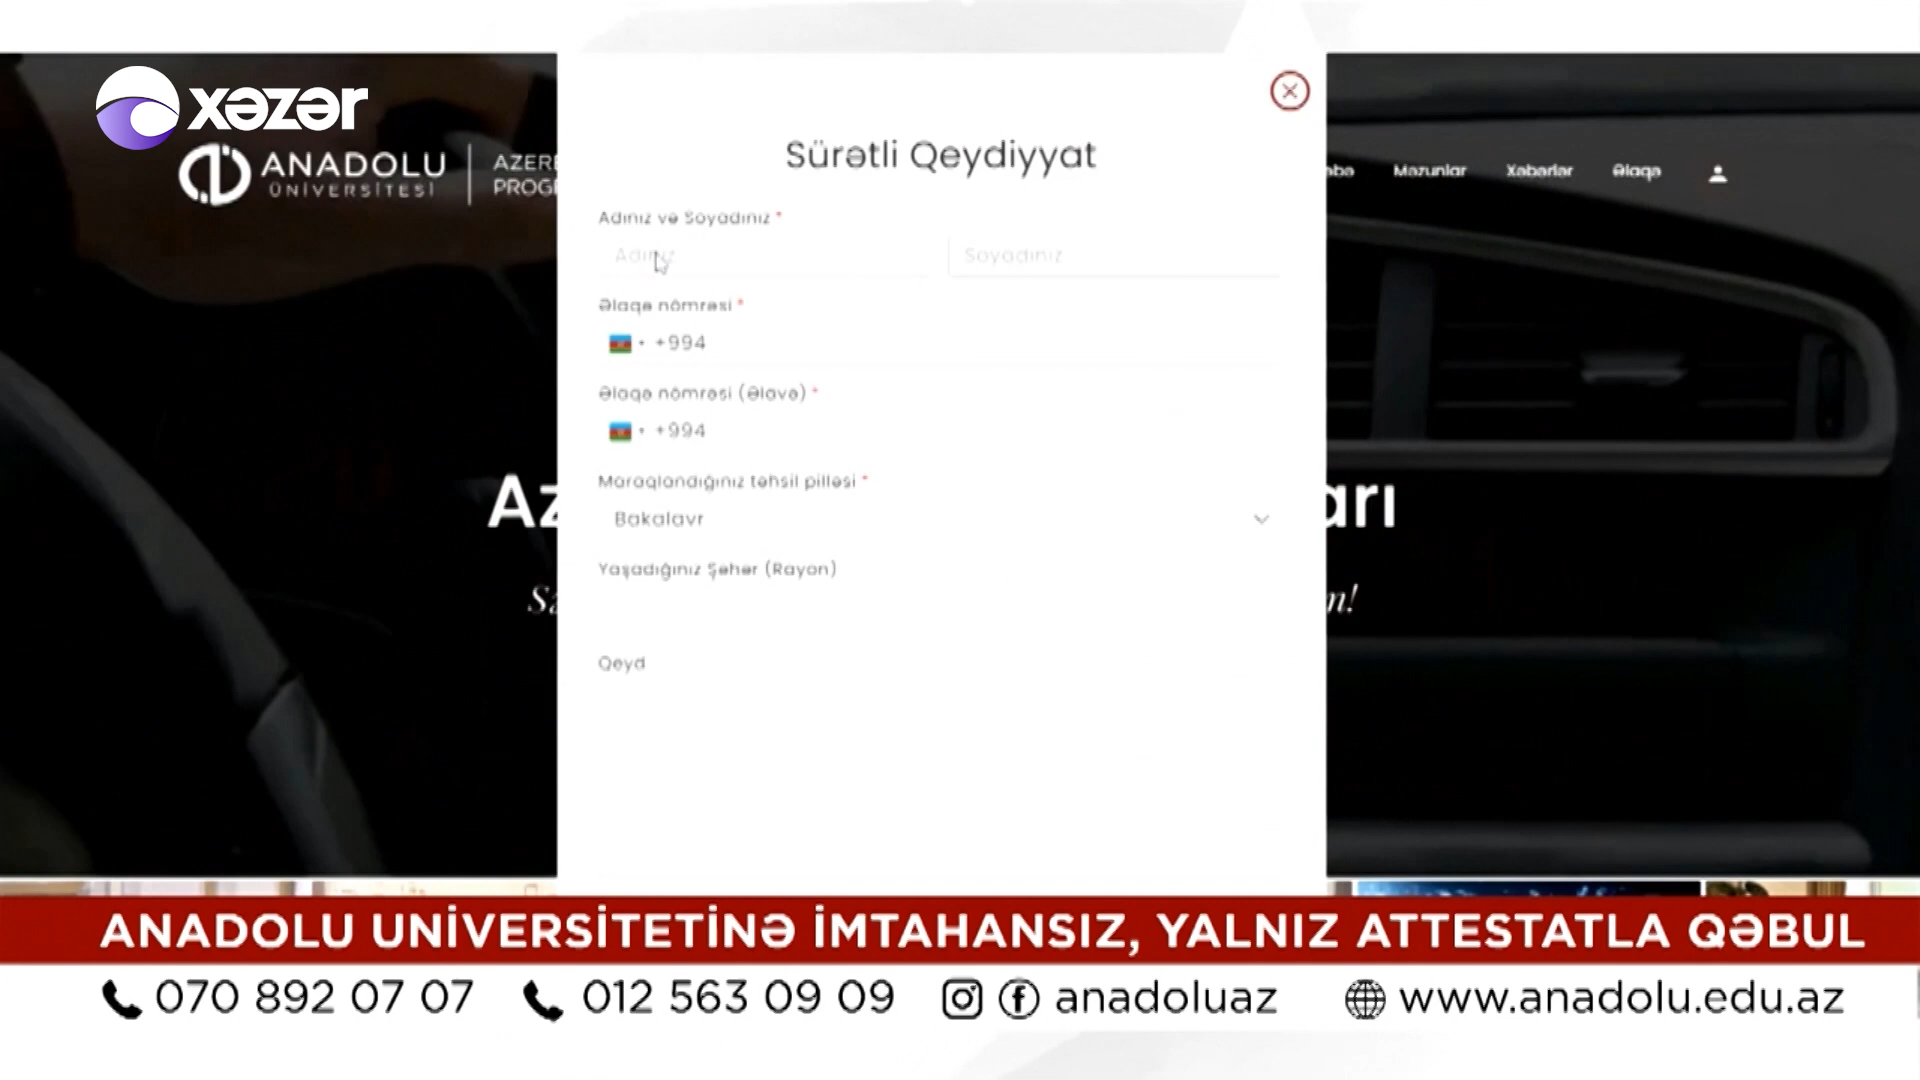 xəzər
ANADOLU
ÜNİVERSİTESİ
Məzunlar Xəbərlər Əlaqə
Sürətli Qeydiyyat
Adınız və Soyadınız *
Adınız Soyadınız
Əlaqə nömrəsi *
+994
Əlaqə nömrəsi (Əlavə) *
+994
Maraqlandığınız təhsil pilləsi *
Bakalavr
Yaşadığınız Şəhər (Rayon)
Qeyd
ANADOLU UNİVERSİTETİNƏ İMTAHANSIZ, YALNIZ ATTESTATLA QƏBUL
070 892 07 07 012 563 09 09 anadoluaz www.anadolu.edu.az